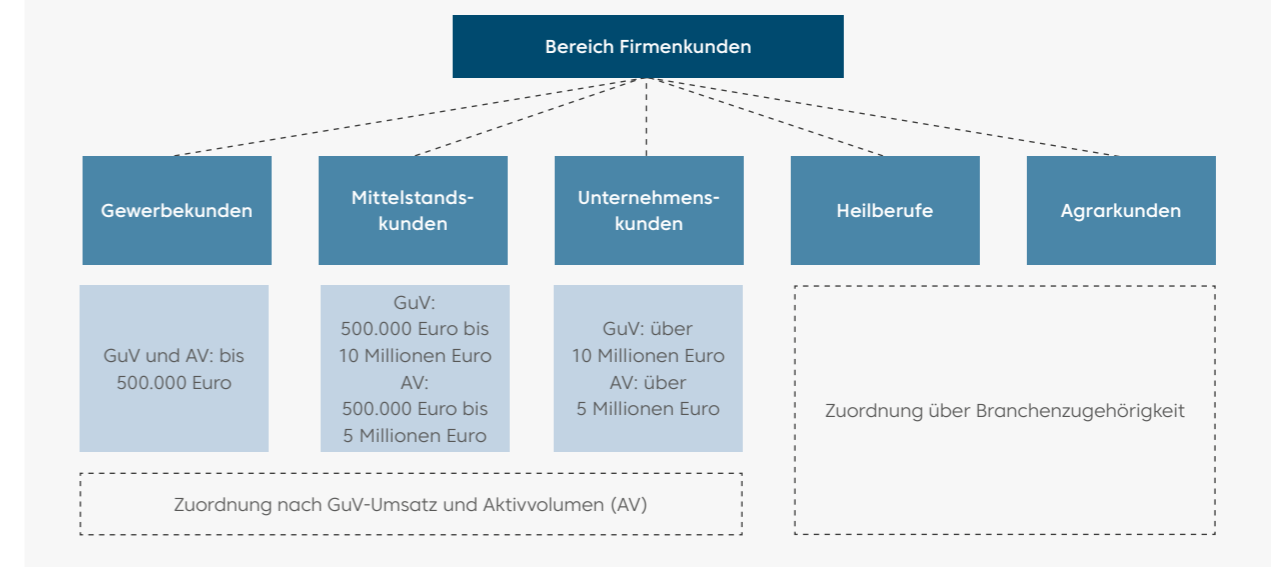 Bereich Firmenkunden
Gewerbekunden
Mittelstands-
kunden
Unternehmens-
kunden
Heilberufe
Agrarkunden
GuV und AV: bis
500.000 Euro
GuV:
500.000 Euro bis
10 Millionen Euro
AV:
500.000 Euro bis
5 Millionen Euro
GuV: über
10 Millionen Euro
AV: über
5 Millionen Euro
Zuordnung über Branchenzugehörigkeit
Zuordnung nach GuV-Umsatz und Aktivvolumen (AV)